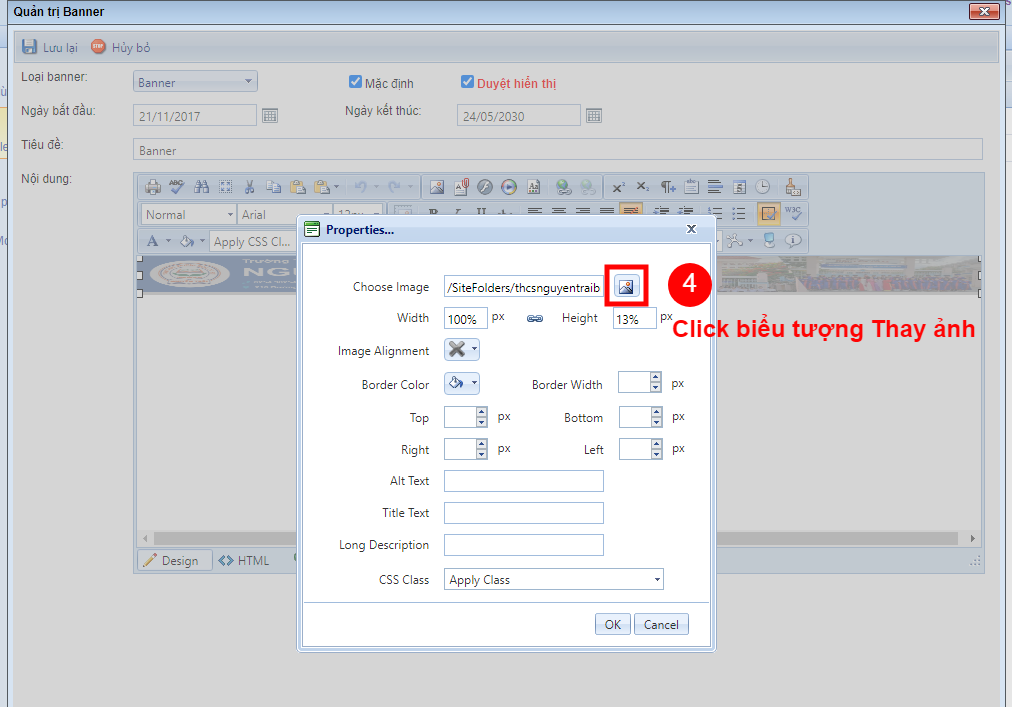 Quản trị Banner
Lưu lại STOP Hủy bỏ
Loại banner: Banner Mặc định Duyệt hiển thị
Ngày bắt đầu: 21/11/2017 Ngày kết thúc: 24/05/2030
Tiêu đề: Banner
Nội dung:
Normal Arial
W3C
A Apply CSS Cl...
Trường
NGU
Properties...
Choose Image /SiteFolders/thcsnguyentraib
4
Width 100% px Height 13% px
Click biểu tượng Thay ảnh
Image Alignment
Border Color Border Width px
Top px Bottom px
Right px Left px
Alt Text
Title Text
Long Description
CSS Class Apply Class
Design HTML
OK Cancel